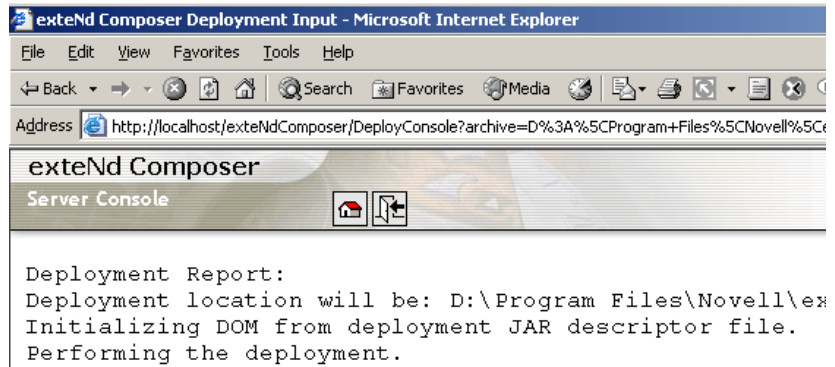 exteNd Composer Deployment Input - Microsoft Internet Explorer
File Edit View Favorites Tools Help
Back Search Favorites Media
Address http://localhost/exteNdComposer/DeployConsole?archive=D%3A%5CProgram+Files%5CNovell%5Ce
exteNd Composer
Server Console
Deployment Report:
Deployment location will be: D:\Program Files\Novell\ex
Initializing DOM from deployment JAR descriptor file.
Performing the deployment.